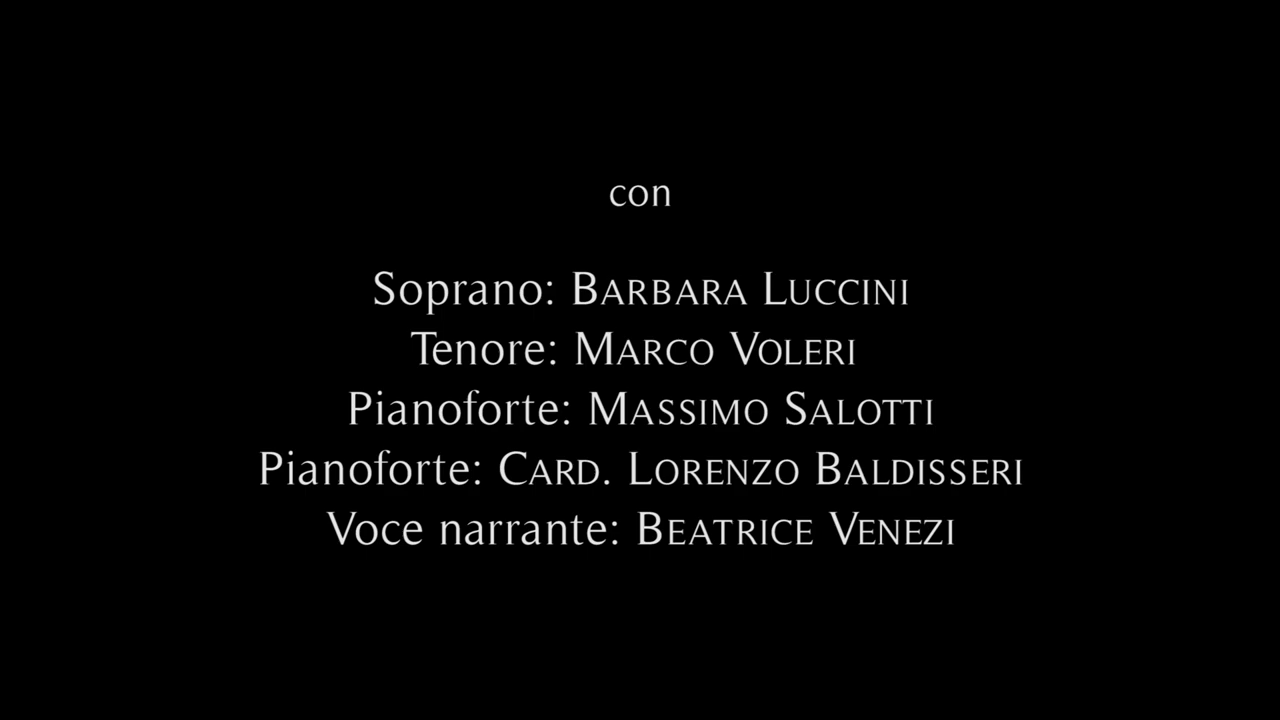 con
Soprano: Barbara Luccini
Tenore: Marco Voleri
Pianoforte: Massimo Salotti
Pianoforte: Card. Lorenzo Baldisseri
Voce narrante: Beatrice Venezi